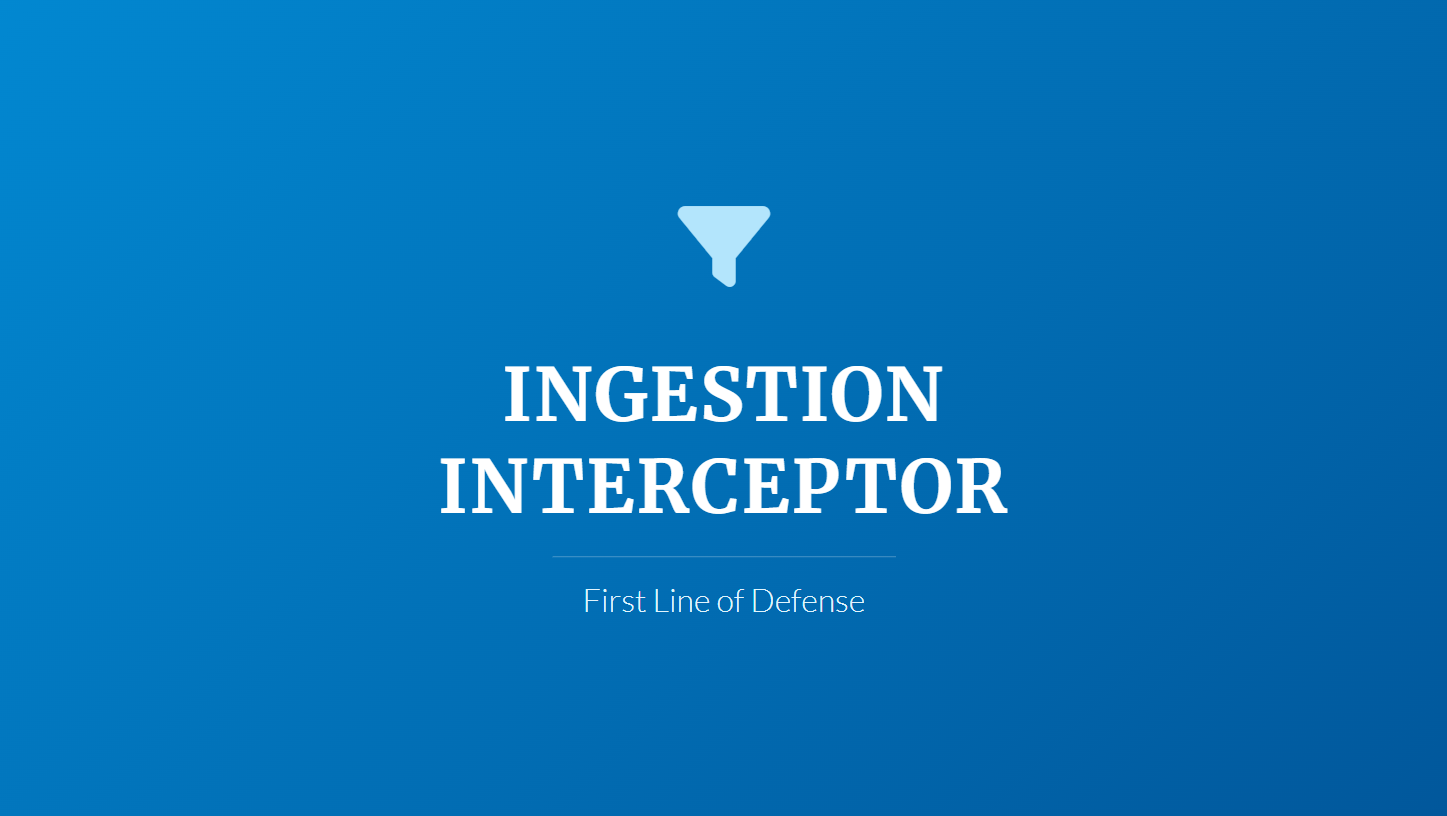 INGESTION
INTERCEPTOR
First Line of Defense